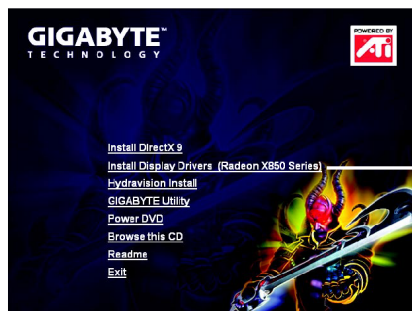 GIGABYTE™
TECHNOLOGY
POWERED BY
ATi
Install DirectX 9
Install Display Drivers (Radeon X850 Series)
Hydravision Install
GIGABYTE Utility
Power DVD
Browse this CD
Readme
Exit